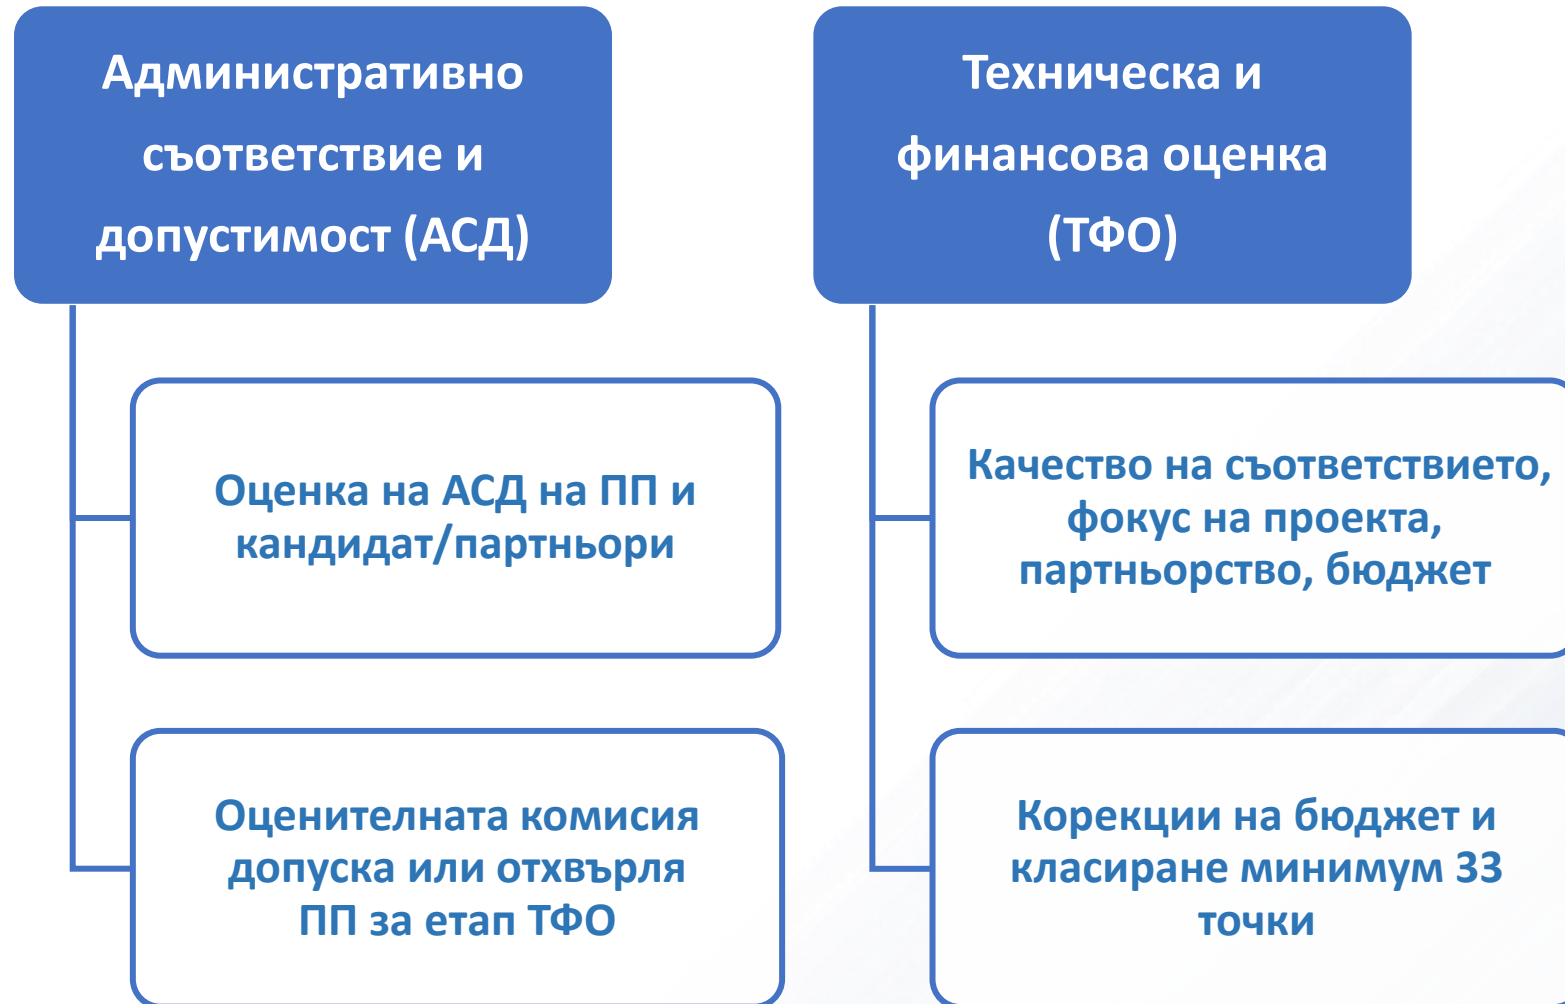 Административно
съответствие и
допустимост (АСД)
Оценка на АСД на ПП и
кандидат/партньори
Оценителната комисия
допуска или отхвърля
ПП за етап ТФО
Техническа и
финансова оценка
(ТФО)
Качество на съответствието,
фокус на проекта,
партньорство, бюджет
Корекции на бюджет и
класиране минимум 33
точки